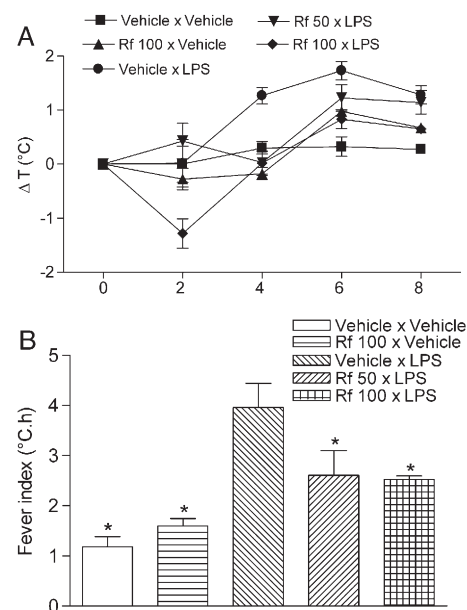 A
Vehicle x Vehicle
Rf 100 x Vehicle
Vehicle x LPS
Rf 50 x LPS
Rf 100 x LPS
Δ T (°C)
2
1
0
-1
-2
0 2 4 6 8
B
Vehicle x Vehicle
Rf 100 x Vehicle
Vehicle x LPS
Rf 50 x LPS
Rf 100 x LPS
Fever index (°C.h)
5
4
3
2
1
0
* * * *